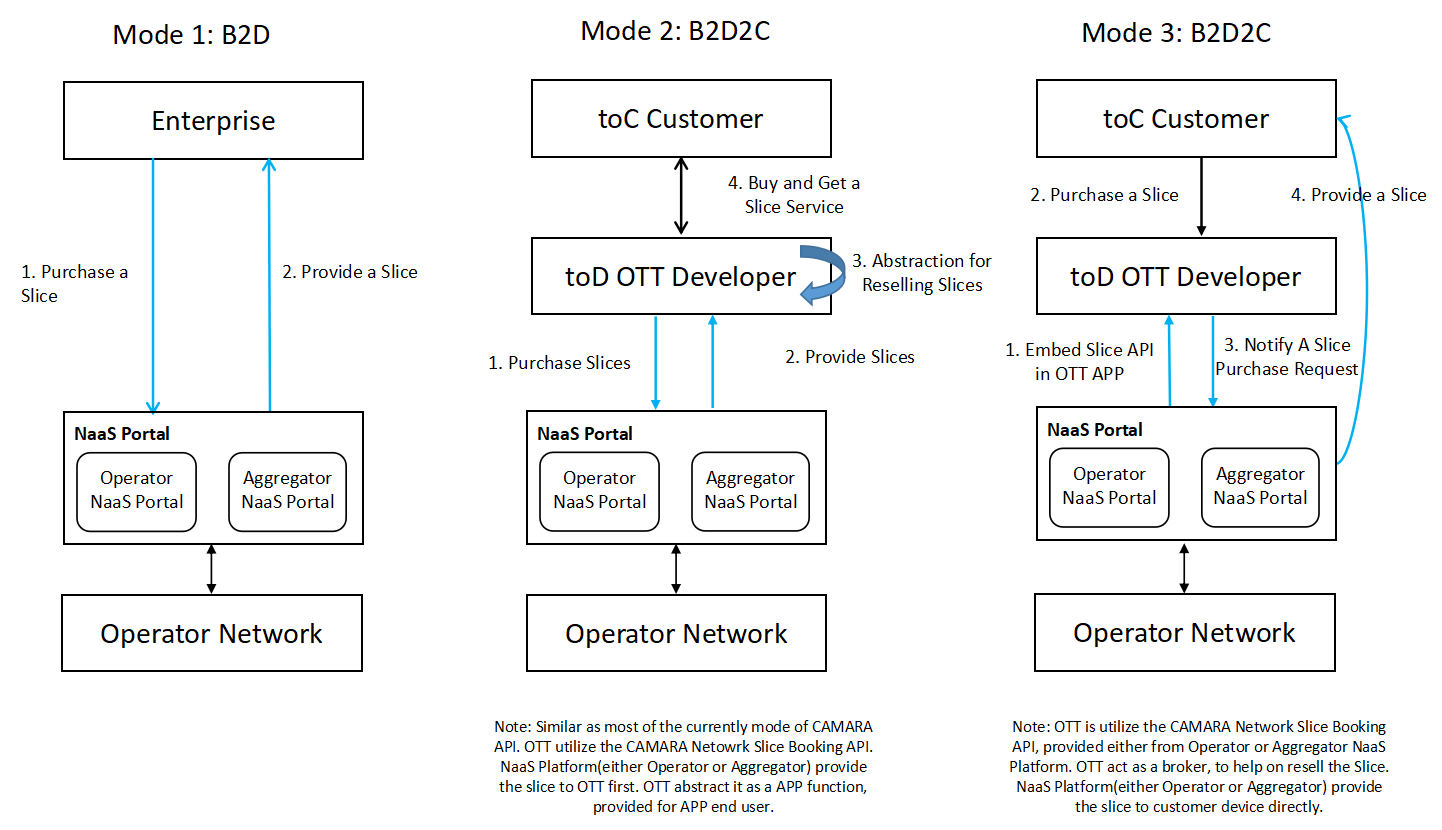 Mode 1: B2D
Enterprise
1. Purchase a
Slice
2. Provide a Slice
NaaS Portal
Operator
NaaS Portal
Aggregator
NaaS Portal
Operator Network
Mode 2: B2D2C
toC Customer
4. Buy and Get a
Slice Service
toD OTT Developer
3. Abstraction for
Reselling Slices
1. Purchase Slices
2. Provide Slices
NaaS Portal
Operator
NaaS Portal
Aggregator
NaaS Portal
Operator Network
Note: Similar as most of the currently mode of CAMARA
API. OTT utilize the CAMARA Netowrk Slice Booking API.
NaaS Platform(either Operator or Aggregator) provide
the slice to OTT first. OTT abstract it as a APP function,
provided for APP end user.
Mode 3: B2D2C
toC Customer
2. Purchase a Slice
4. Provide a Slice
toD OTT Developer
1. Embed Slice API
in OTT APP
3. Notify A Slice
Purchase Request
NaaS Portal
Operator
NaaS Portal
Aggregator
NaaS Portal
Operator Network
Note: OTT is utilize the CAMARA Network Slice Booking
API, provided either from Operator or Aggregator NaaS
Platform. OTT act as a broker, to help on resell the Slice.
NaaS Platform(either Operator or Aggregator) provide
the slice to customer device directly.